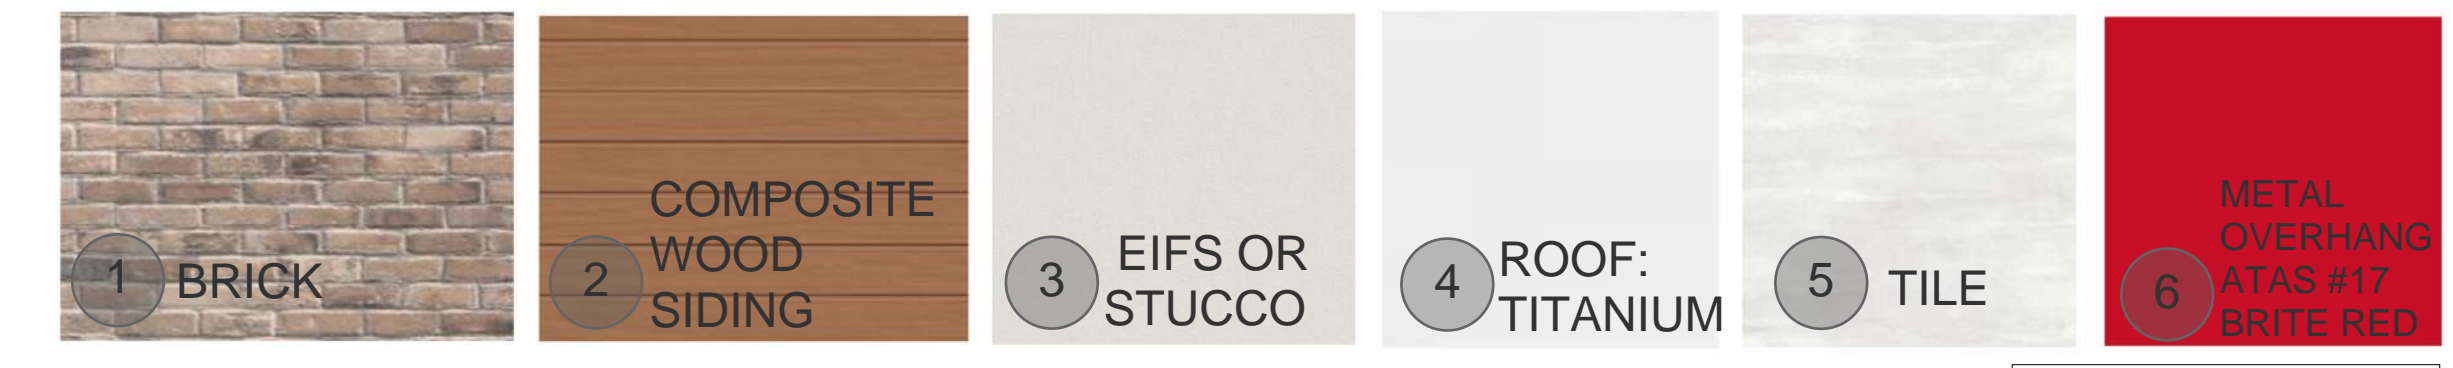 1 BRICK
2 COMPOSITE
WOOD
SIDING
3 EIFS OR
STUCCO
4 ROOF:
TITANIUM
5 TILE
6 METAL
OVERHANG
ATAS #17
BRITE RED